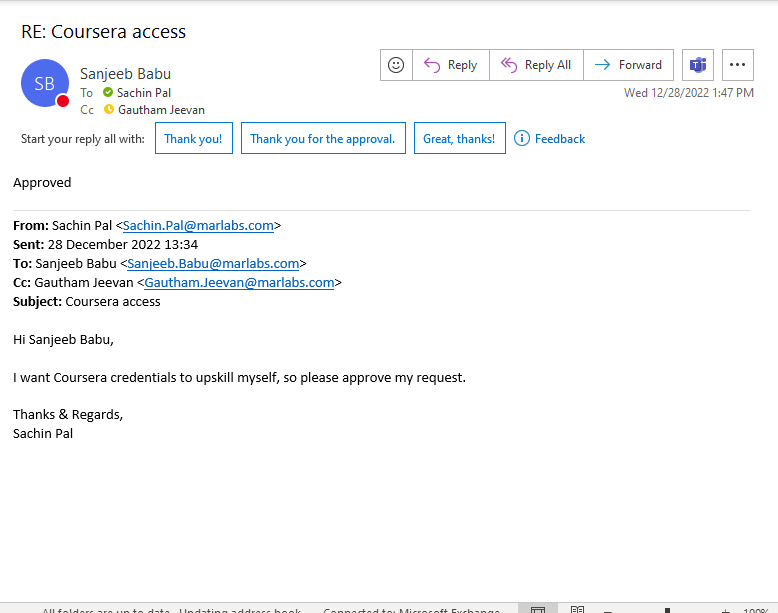 RE: Coursera access
SB
Sanjeeb Babu
To Sachin Pal
Cc Gautham Jeevan
Reply
Reply All
Forward
Wed 12/28/2022 1:47 PM
Start your reply all with:
Thank you!
Thank you for the approval.
Great, thanks!
Feedback
Approved
From: Sachin Pal <Sachin.Pal@marlabs.com>
Sent: 28 December 2022 13:34
To: Sanjeeb Babu <Sanjeeb.Babu@marlabs.com>
Cc: Gautham Jeevan <Gautham.Jeevan@marlabs.com>
Subject: Coursera access
Hi Sanjeeb Babu,
I want Coursera credentials to upskill myself, so please approve my request.
Thanks & Regards,
Sachin Pal
All folders are up to date. Updating address book. Connected to: Microsoft Exchange 100%